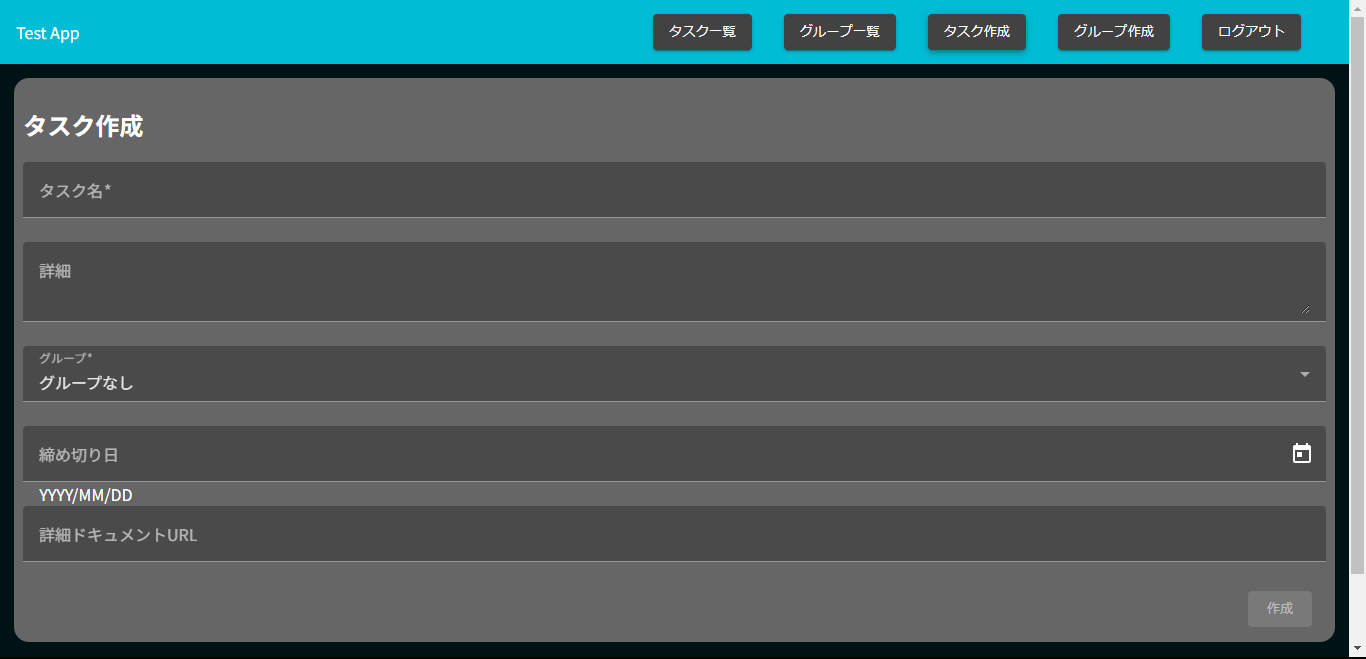 Test App
タスク一覧
グループ一覧
タスク作成
グループ作成
ログアウト
タスク作成
タスク名*
詳細
グループ*
グループなし
締め切り日
YYYY/MM/DD
詳細ドキュメントURL
作成